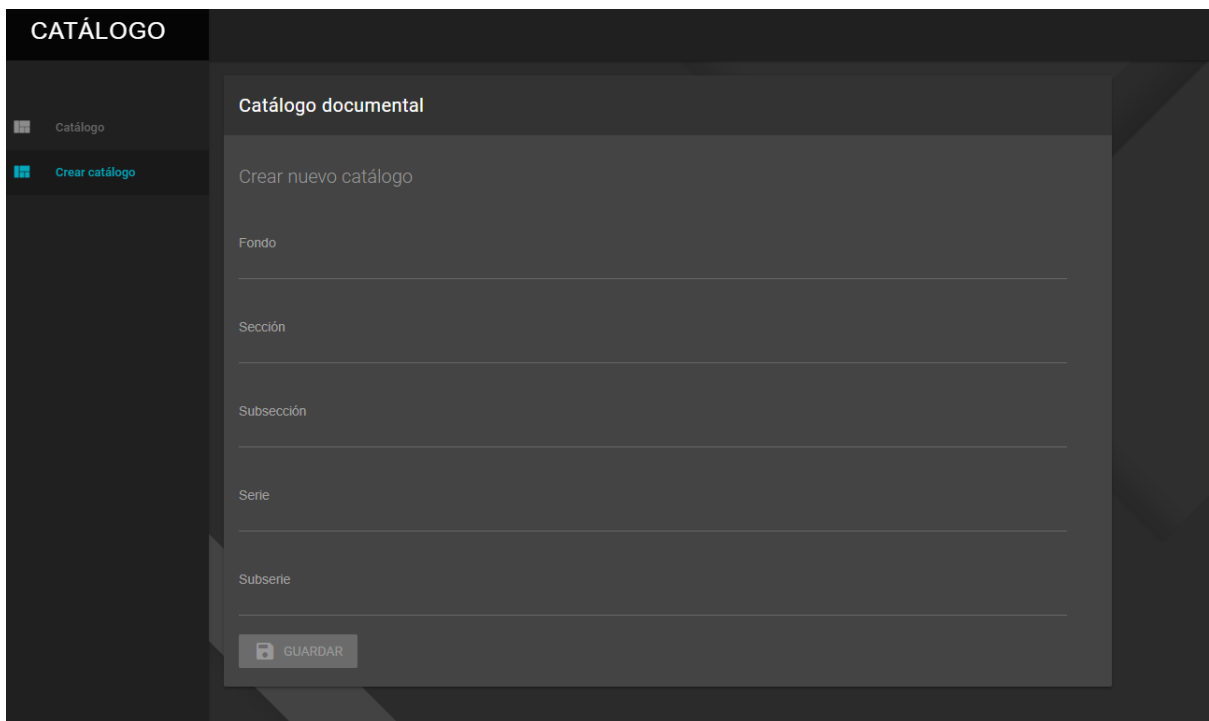 CATÁLOGO
Catálogo
Crear catálogo
Catálogo documental
Crear nuevo catálogo
Fondo
Sección
Subsección
Serie
Subserie
GUARDAR